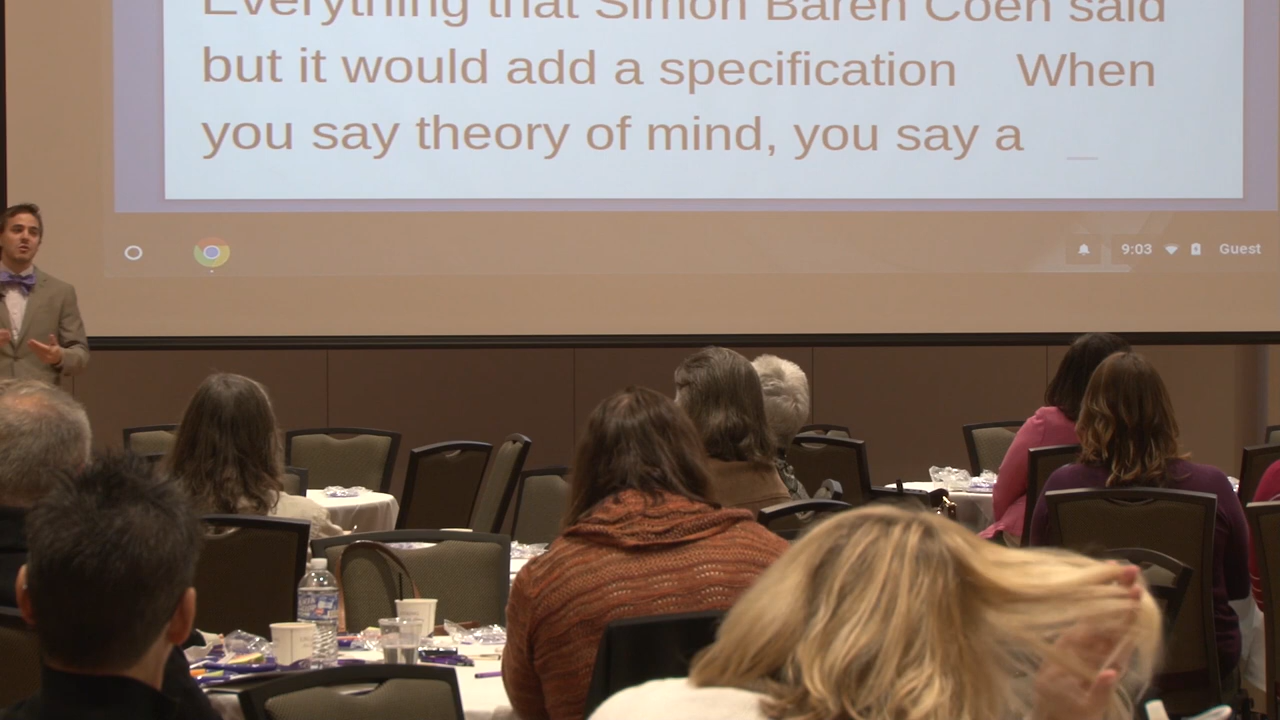 Everything that Simon Baren Coen said
but it would add a specification When
you say theory of mind, you say a _
9:03 Guest